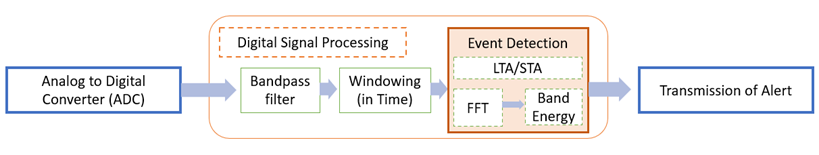 Analog to Digital
Converter (ADC)
Digital Signal Processing
Bandpass
filter
Windowing
(in Time)
Event Detection
LTA/STA
FFT
Band
Energy
Transmission of Alert